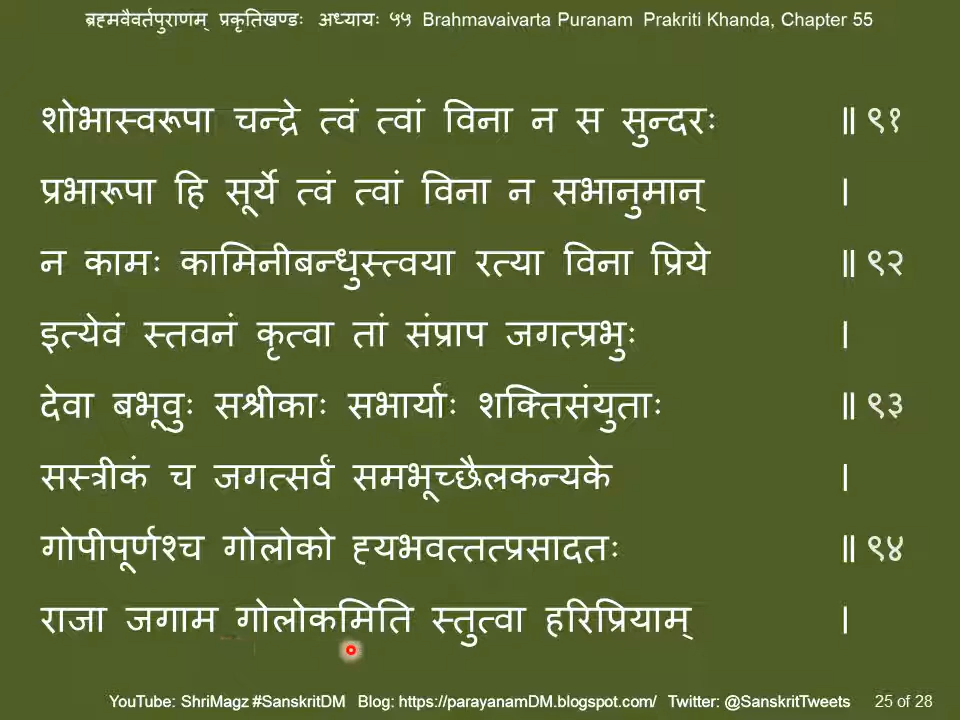 ब्रह्मवैवर्तपुराणम् प्रकृतिखण्डः अध्यायः ५५ Brahmavaivarta Puranam Prakriti Khanda, Chapter 55
शोभास्वरूपा चन्द्रे त्वं त्वां विना न स सुन्दरः ॥ ९१
प्रभारूपा हि सूर्ये त्वं त्वां विना न सभानुमान् ।
न कामः कामिनीबन्धुस्त्वया रत्या विना प्रिये ॥ ९२
इत्येवं स्तवनं कृत्वा तां संप्राप जगत्प्रभुः ।
देवा बभूवुः सश्रीकाः सभार्याः शक्तिसंयुताः ॥ ९३
सस्त्रीकं च जगत्सर्वं समभूच्छैलकन्यके ।
गोपीपूर्णश्च गोलोको ह्यभवत्तत्प्रसादतः ॥ ९४
राजा जगाम गोलोकमिति स्तुत्वा हरिप्रियाम् ।
YouTube: ShriMagz #SanskritDM Blog: https://parayanamDM.blogspot.com/ Twitter: @SanskritTweets 25 of 28